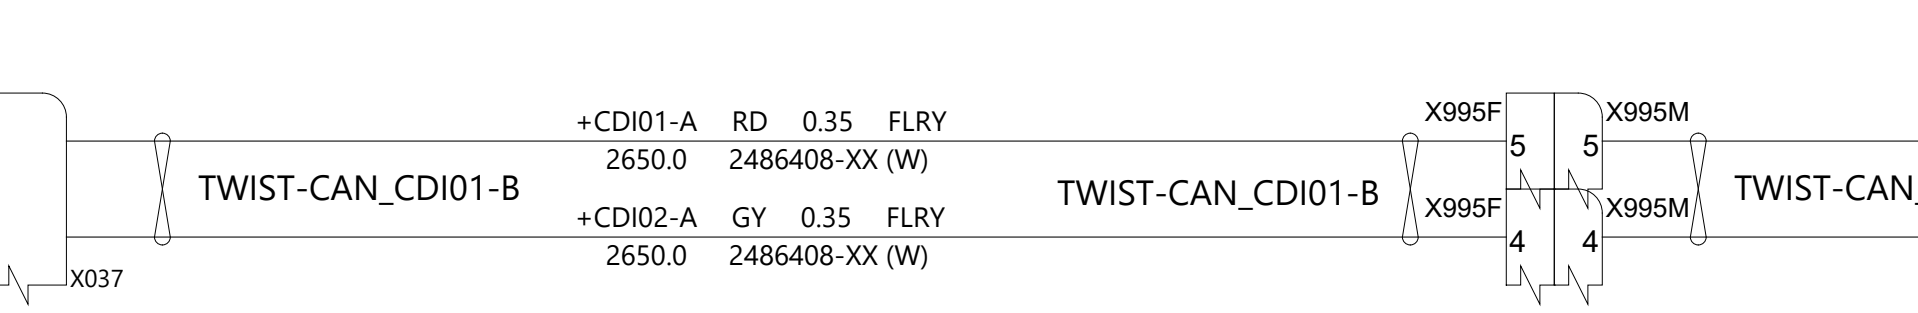 +CDI01-A RD 0.35 FLRY
2650.0 2486408-XX (W)
TWIST-CAN_CDI01-B
+CDI02-A GY 0.35 FLRY
2650.0 2486408-XX (W)
X037
TWIST-CAN_CDI01-B
X995F
5
5
X995M
X995F
4
4
X995M
TWIST-CAN_